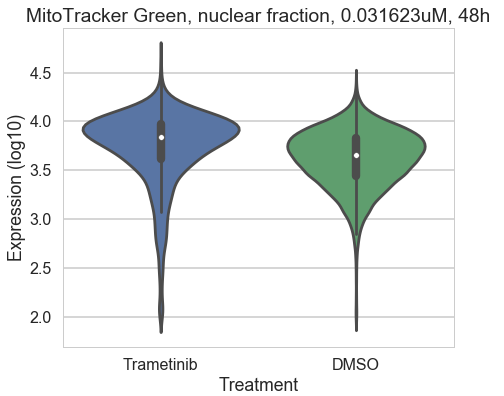 MitoTracker Green, nuclear fraction, 0.031623uM, 48h
Expression (log10)
4.5
4.0
3.5
3.0
2.5
2.0
Trametinib DMSO
Treatment